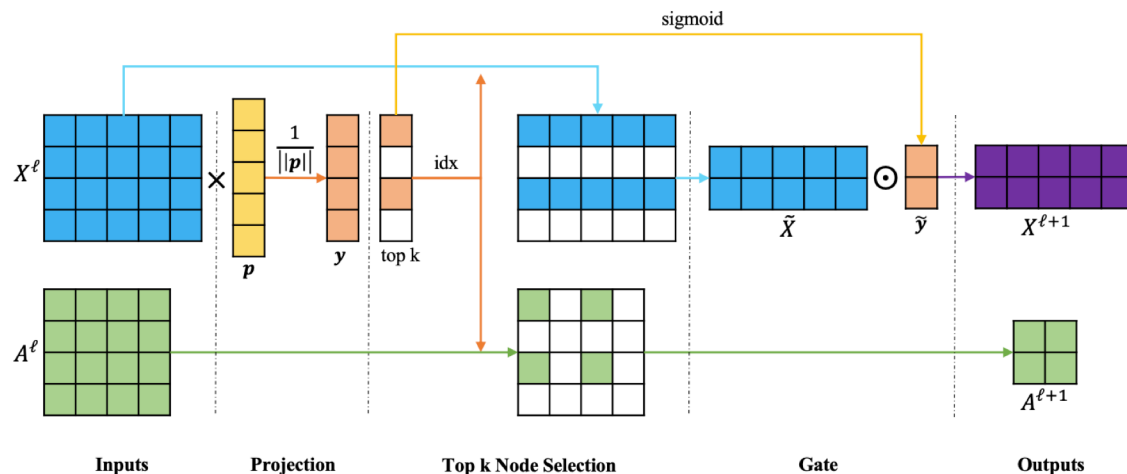 sigmoid
X^ℓ
×
1
||p||
idx
p
y
top k
⊙
X̃
ỹ
X^{ℓ+1}
A^ℓ
A^{ℓ+1}
Inputs
Projection
Top k Node Selection
Gate
Outputs